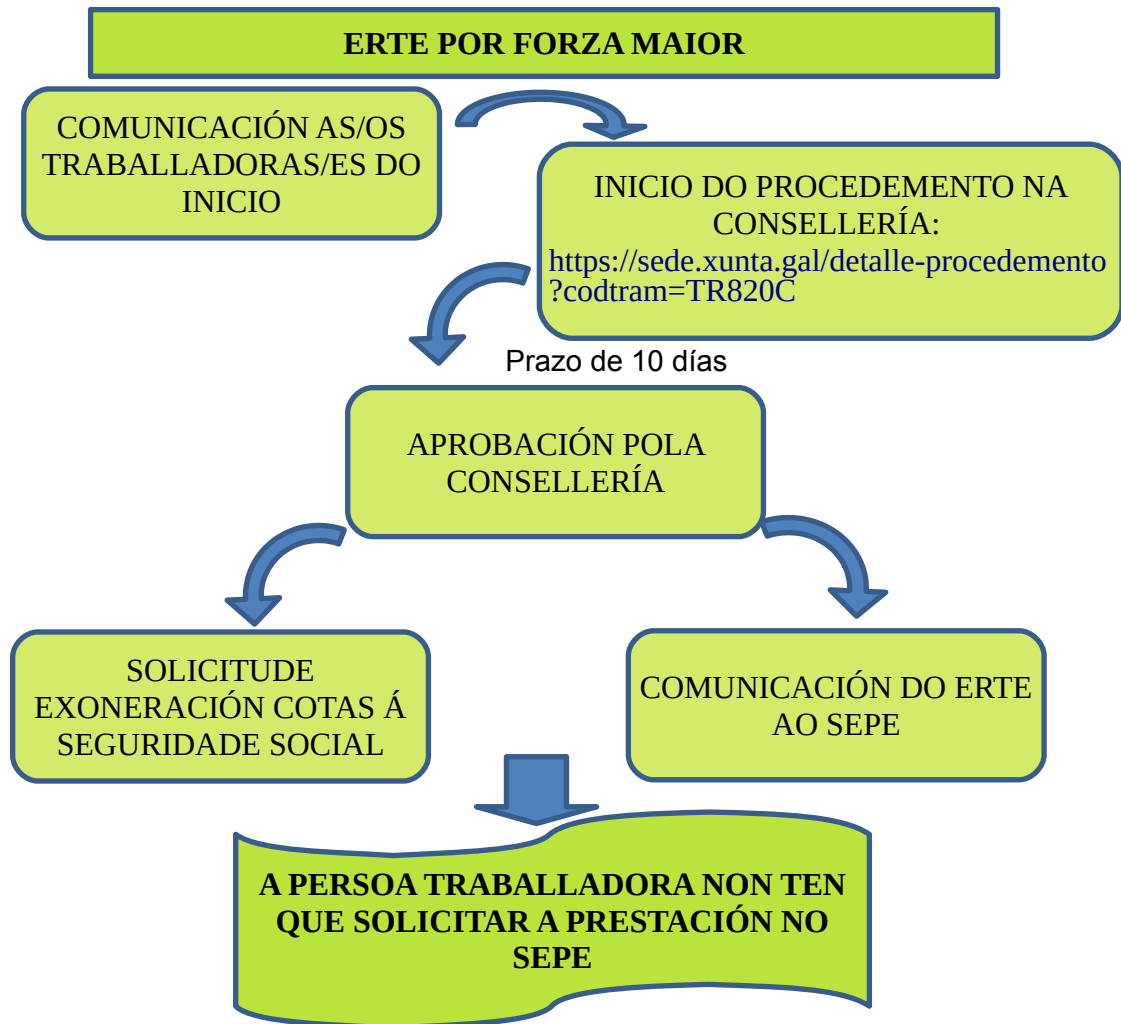 ERTE POR FORZA MAIOR
COMUNICACIÓN AS/OS
TRABALLADORAS/ES DO
INICIO
INICIO DO PROCEDEMENTO NA
CONSELLERÍA:
https://sede.xunta.gal/detalle-procedemento
?codtram=TR820C
Prazo de 10 días
APROBACIÓN POLA
CONSELLERÍA
SOLICITUDE
EXONERACIÓN COTAS Á
SEGURIDADE SOCIAL
COMUNICACIÓN DO ERTE
AO SEPE
A PERSOA TRABALLADORA NON TEN
QUE SOLICITAR A PRESTACIÓN NO
SEPE